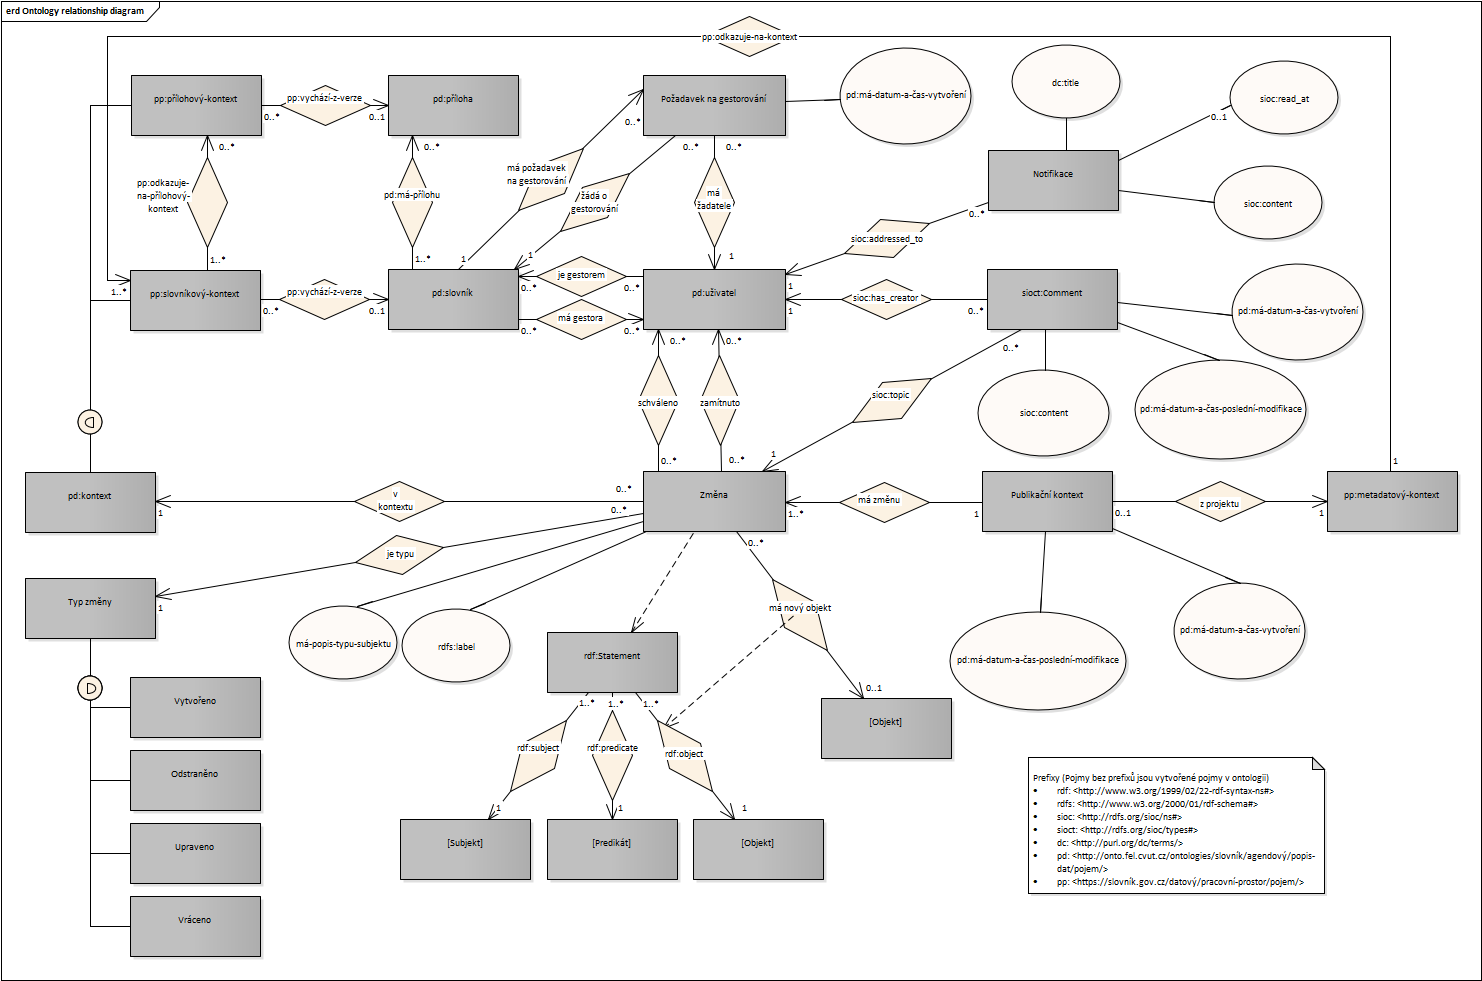 erd Ontology relationship diagram
pp:odkazuje-na-kontext
pp:přílohový-kontext
pp:vychází-z-verze
0..*
0..1
pd:příloha
Požadavek na gestorování
pd:má-datum-a-čas-vytvoření
dc:title
sioc:read_at
0..1
0..*
0..*
0..*
0..*
0..*
má požadavek
na gestorování
žádá o
gestorování
má
žadatele
Notifikace
pp:odkazuje-
na-přílohový-
kontext
pd:má-přílohu
sioc:content
0..*
sioc:addressed_to
1..*
1..*
1
1
1
je gestorem
0..*
0..*
1
1..*
pp:slovníkový-kontext
pp:vychází-z-verze
0..*
0..1
pd:slovník
má gestora
0..*
0..*
pd:uživatel
sioc:has_creator
1
0..*
sioct:Comment
pd:má-datum-a-čas-vytvoření
0..*
0..*
0..*
schváleno
zamítnuto
sioc:topic
sioc:content
pd:má-datum-a-čas-poslední-modifikace
0..*
0..*
1
1
pd:kontext
1
v
kontextu
0..*
0..*
Změna
1..*
má změnu
1
Publikační kontext
0..1
z projektu
1
pp:metadatový-kontext
je typu
0..*
Typ změny
1
má-popis-typu-subjektu
rdfs:label
má nový objekt
rdf:Statement
pd:má-datum-a-čas-poslední-modifikace
pd:má-datum-a-čas-vytvoření
0..1
Vytvořeno
1..*
1..*
1..*
[Objekt]
rdf:subject
rdf:predicate
rdf:object
Odstraněno
1
1
1
Upraveno
[Subjekt]
[Predikát]
[Objekt]
Vráceno
Prefixy (Pojmy bez prefixů jsou vytvořené pojmy v ontologii)
• rdf: <http://www.w3.org/1999/02/22-rdf-syntax-ns#>
• rdfs: <http://www.w3.org/2000/01/rdf-schema#>
• sioc: <http://rdfs.org/sioc/ns#>
• sioct: <http://rdfs.org/sioc/types#>
• dc: <http://purl.org/dc/terms/>
• pd: <http://onto.fel.cvut.cz/ontologies/slovník/agendový/popis-
dat/pojem/>
• pp: <https://slovník.gov.cz/datový/pracovní-prostor/pojem/>